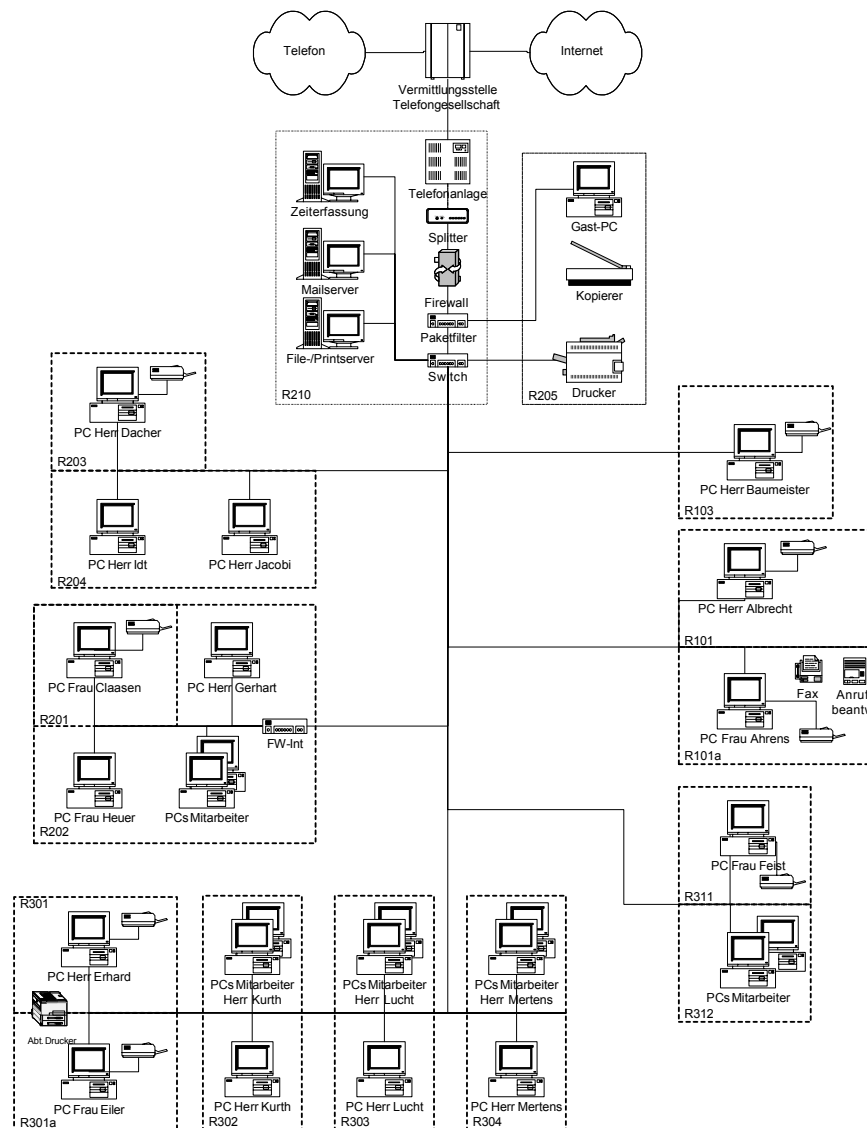 Telefon
Internet
Vermittlungsstelle
Telefongesellschaft
Zeiterfassung
Telefonanlage
Splitter
Gast-PC
Mailserver
Firewall
Kopierer
File-/Printserver
Paketfilter
Switch
R210
R205
Drucker
PC Herr Dacher
R203
PC Herr Idt
PC Herr Jacobi
R204
PC Herr Baumeister
R103
PC Herr Albrecht
R101
Fax
Anruf
beantw
PC Frau Ahrens
R101a
PC Frau Claasen
PC Herr Gerhart
R201
FW-Int
PC Frau Heuer
PCs Mitarbeiter
R202
PC Frau Feist
R311
PCs Mitarbeiter
R312
R301
PC Herr Erhard
Abt. Drucker
PC Frau Eiler
R301a
PCs Mitarbeiter
Herr Kurth
PC Herr Kurth
R302
PCs Mitarbeiter
Herr Lucht
PC Herr Lucht
R303
PCs Mitarbeiter
Herr Mertens
PC Herr Mertens
R304